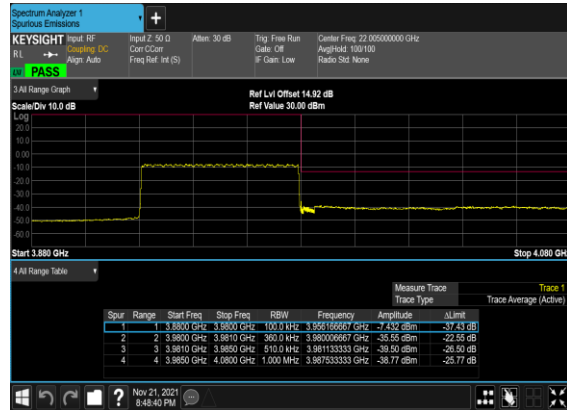 Spectrum Analyzer 1
Spurious Emissions
+
KEYSIGHT Input: RF Input Z: 50 Ω Atten: 30 dB Trig: Free Run Center Freq: 22.005000000 GHz
RL Coupling: DC Corr CCorr Gate: Off Avg|Hold: 100/100
Align: Auto Freq Ref: Int (S) IF Gain: Low Radio Std: None
PASS
3 All Range Graph
Ref Lvl Offset 14.92 dB
Scale/Div 10.0 dB Ref Value 30.00 dBm
Log
20.0
10.0
0.00
-10.0
-20.0
-30.0
-40.0
-50.0
-60.0
Start 3.880 GHz Stop 4.080 GH
4 All Range Table
Measure Trace Trace 1
Trace Type Trace Average (Active)
Spur Range Start Freq Stop Freq RBW Frequency Amplitude ΔLimit
1 1 3.8800 GHz 3.9800 GHz 100.0 kHz 3.956166667 GHz -7.432 dBm -37.43 dB
2 2 3.9800 GHz 3.9810 GHz 360.0 kHz 3.980006667 GHz -35.55 dBm -22.55 dB
3 3 3.9810 GHz 3.9850 GHz 510.0 kHz 3.981133333 GHz -39.50 dBm -26.50 dB
4 4 3.9850 GHz 4.0800 GHz 1.000 MHz 3.987533333 GHz -38.77 dBm -25.77 dB
? Nov 21, 2021
8:48:40 PM